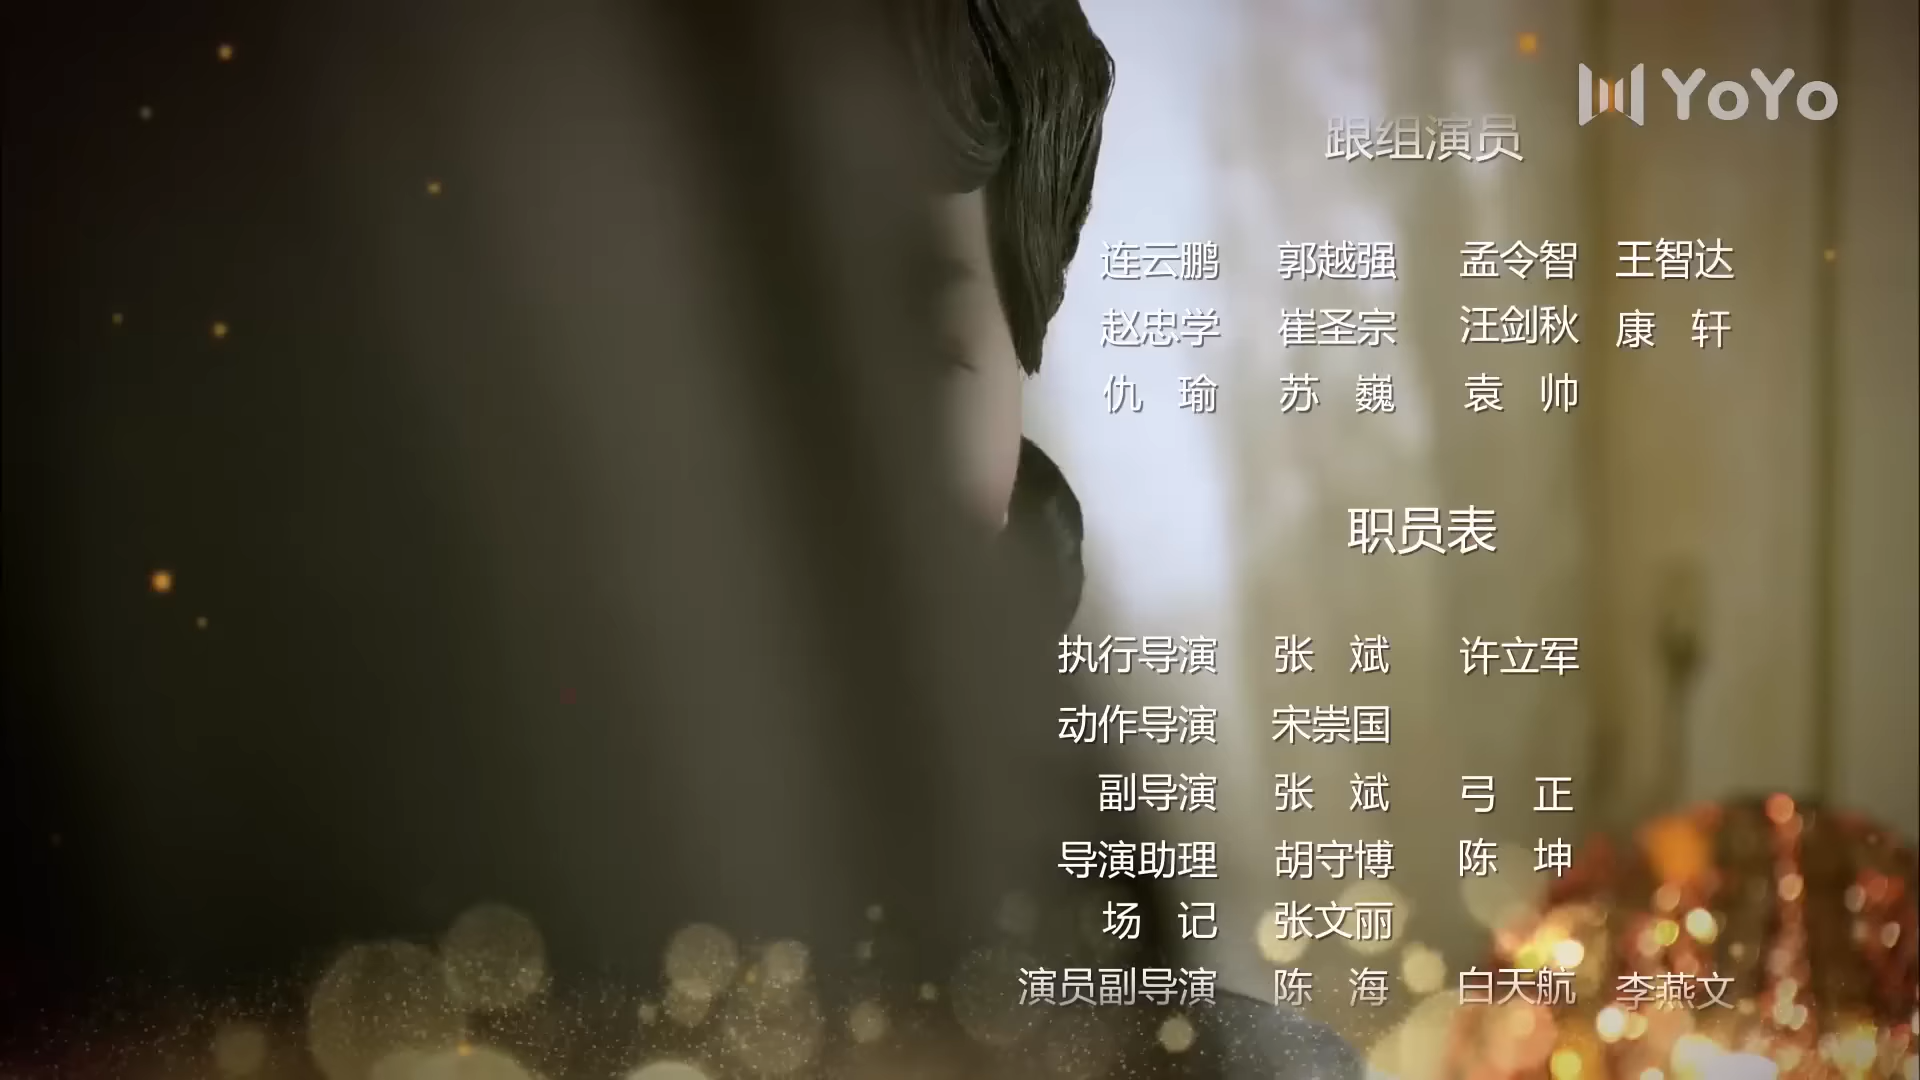 YoYo
跟组演员
连云鹏 郭越强 孟令智 王智达
赵忠学 崔圣宗 汪剑秋 康 轩
仇 瑜 苏 巍 袁 帅
职员表
执行导演 张 斌 许立军
动作导演 宋崇国
副导演 张 斌 弓 正
导演助理 胡守博 陈 坤
场 记 张文丽
演员副导演 陈 海 白天航 李燕文